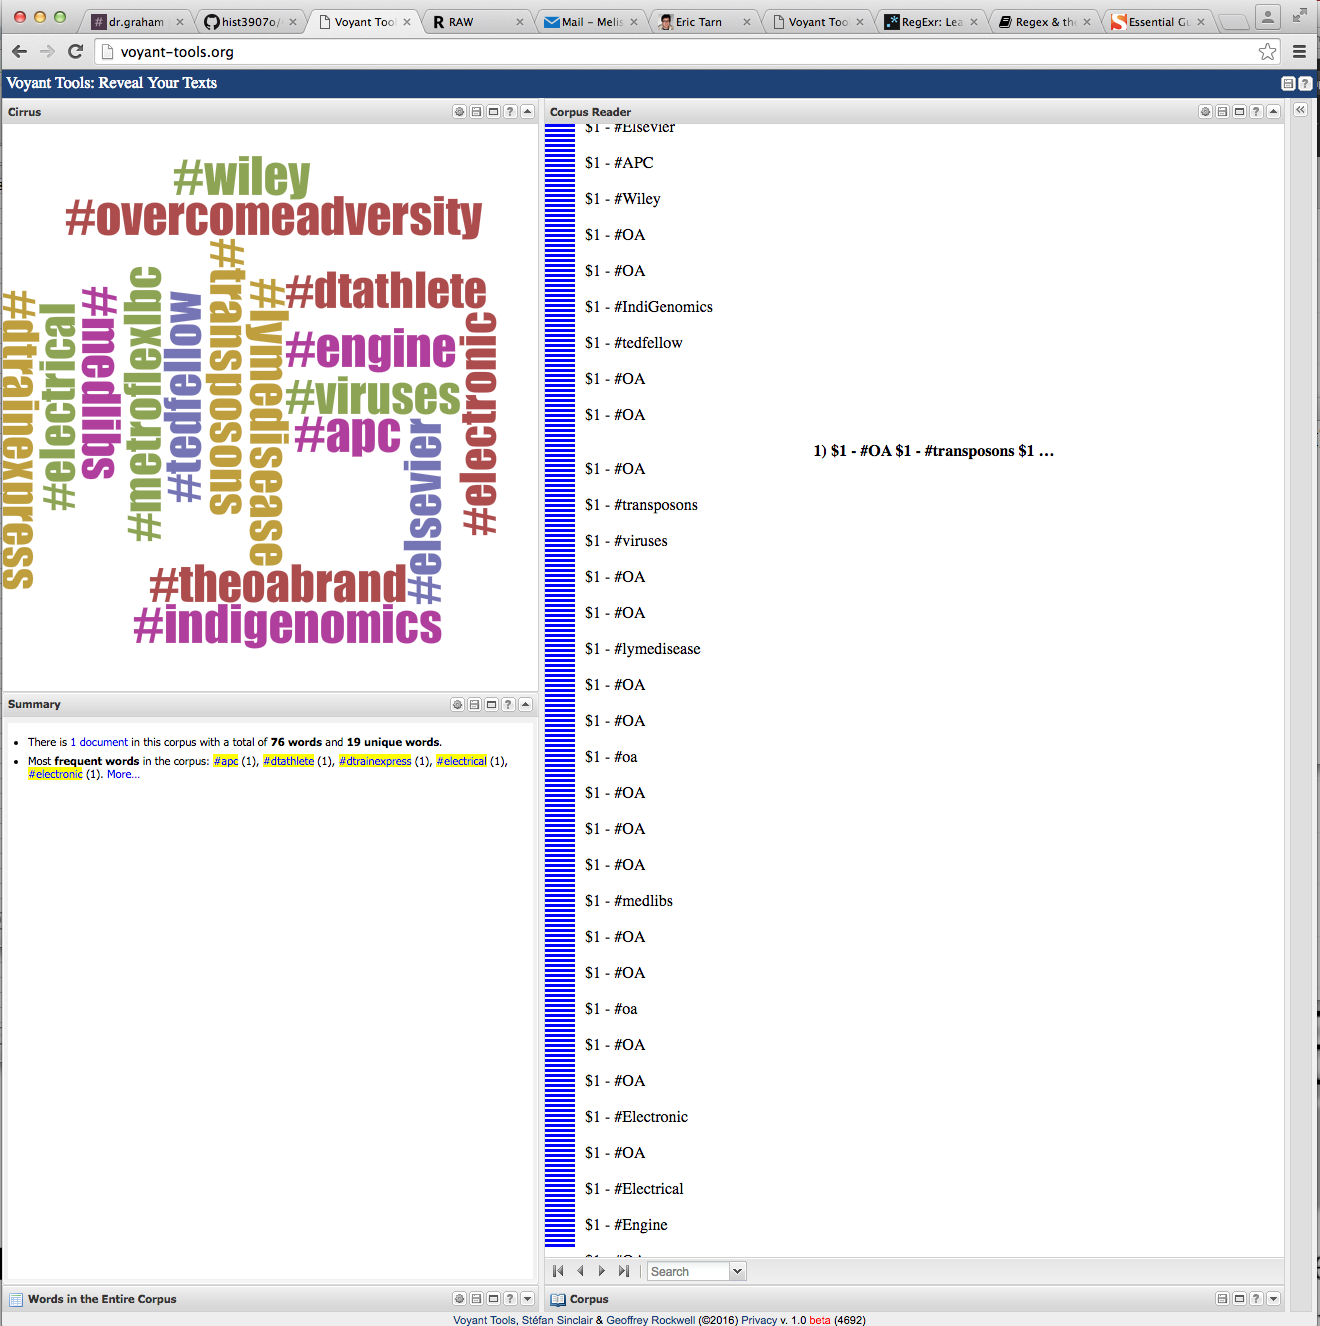 dr.graham
hist3907o/
Voyant Too
RAW
Mail – Melis
Eric Tarn
Voyant Too
RegExr: Lea
Regex & the
Essential Gu
voyant-tools.org
Voyant Tools: Reveal Your Texts
Cirrus
#wiley
#overcomeadversity
#dtrainexpress
#electrical
#medlibs
#metroflexlbc
#tedfellow
#transposons
#lymedisease
#dtathlete
#engine
#viruses
#apc
#elsevier
#electronic
#theoabrand
#indigenomics
Summary
• There is 1 document in this corpus with a total of 76 words and 19 unique words.
• Most frequent words in the corpus: #apc (1), #dtathlete (1), #dtrainexpress (1), #electrical (1),
#electronic (1). More...
Words in the Entire Corpus
Corpus Reader
$1 - #Elsevier
$1 - #APC
$1 - #Wiley
$1 - #OA
$1 - #OA
$1 - #IndiGenomics
$1 - #tedfellow
$1 - #OA
$1 - #OA
1) $1 - #OA $1 - #transposons $1 ...
$1 - #OA
$1 - #transposons
$1 - #viruses
$1 - #OA
$1 - #OA
$1 - #lymedisease
$1 - #OA
$1 - #OA
$1 - #oa
$1 - #OA
$1 - #OA
$1 - #OA
$1 - #medlibs
$1 - #OA
$1 - #OA
$1 - #oa
$1 - #OA
$1 - #OA
$1 - #Electronic
$1 - #OA
$1 - #Electrical
$1 - #Engine
$1 - #OA
Search
Corpus
Voyant Tools, Stéfan Sinclair & Geoffrey Rockwell (©2016) Privacy v. 1.0 beta (4692)